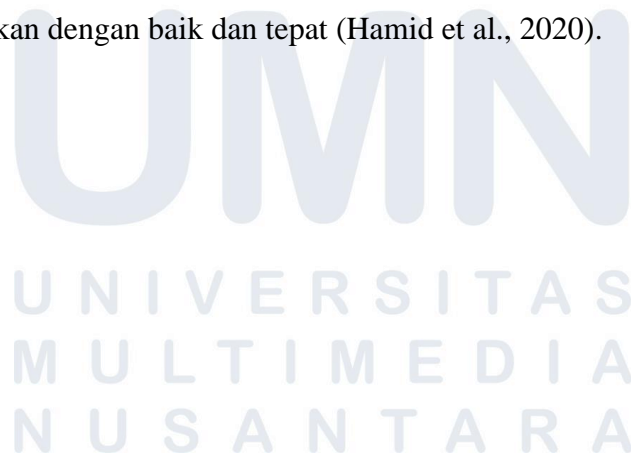 kan dengan baik dan tepat (Hamid et al., 2020).
UMN
UNIVERSITAS
MULTIMEDIA
NUSANTARA